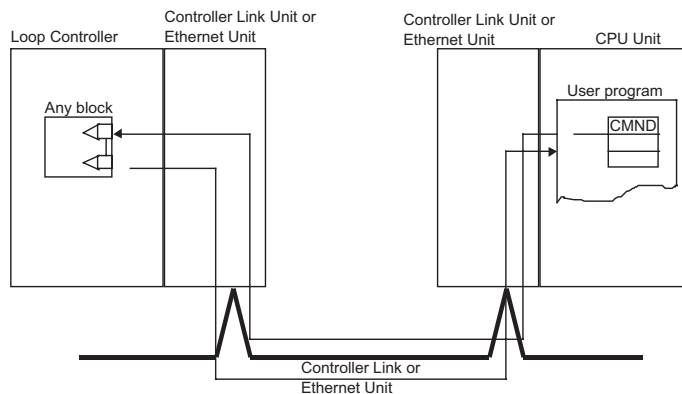 Controller Link Unit or
Ethernet Unit
Loop Controller
Any block
Controller Link Unit or
Ethernet Unit
CPU Unit
User program
CMND
Controller Link or
Ethernet Unit